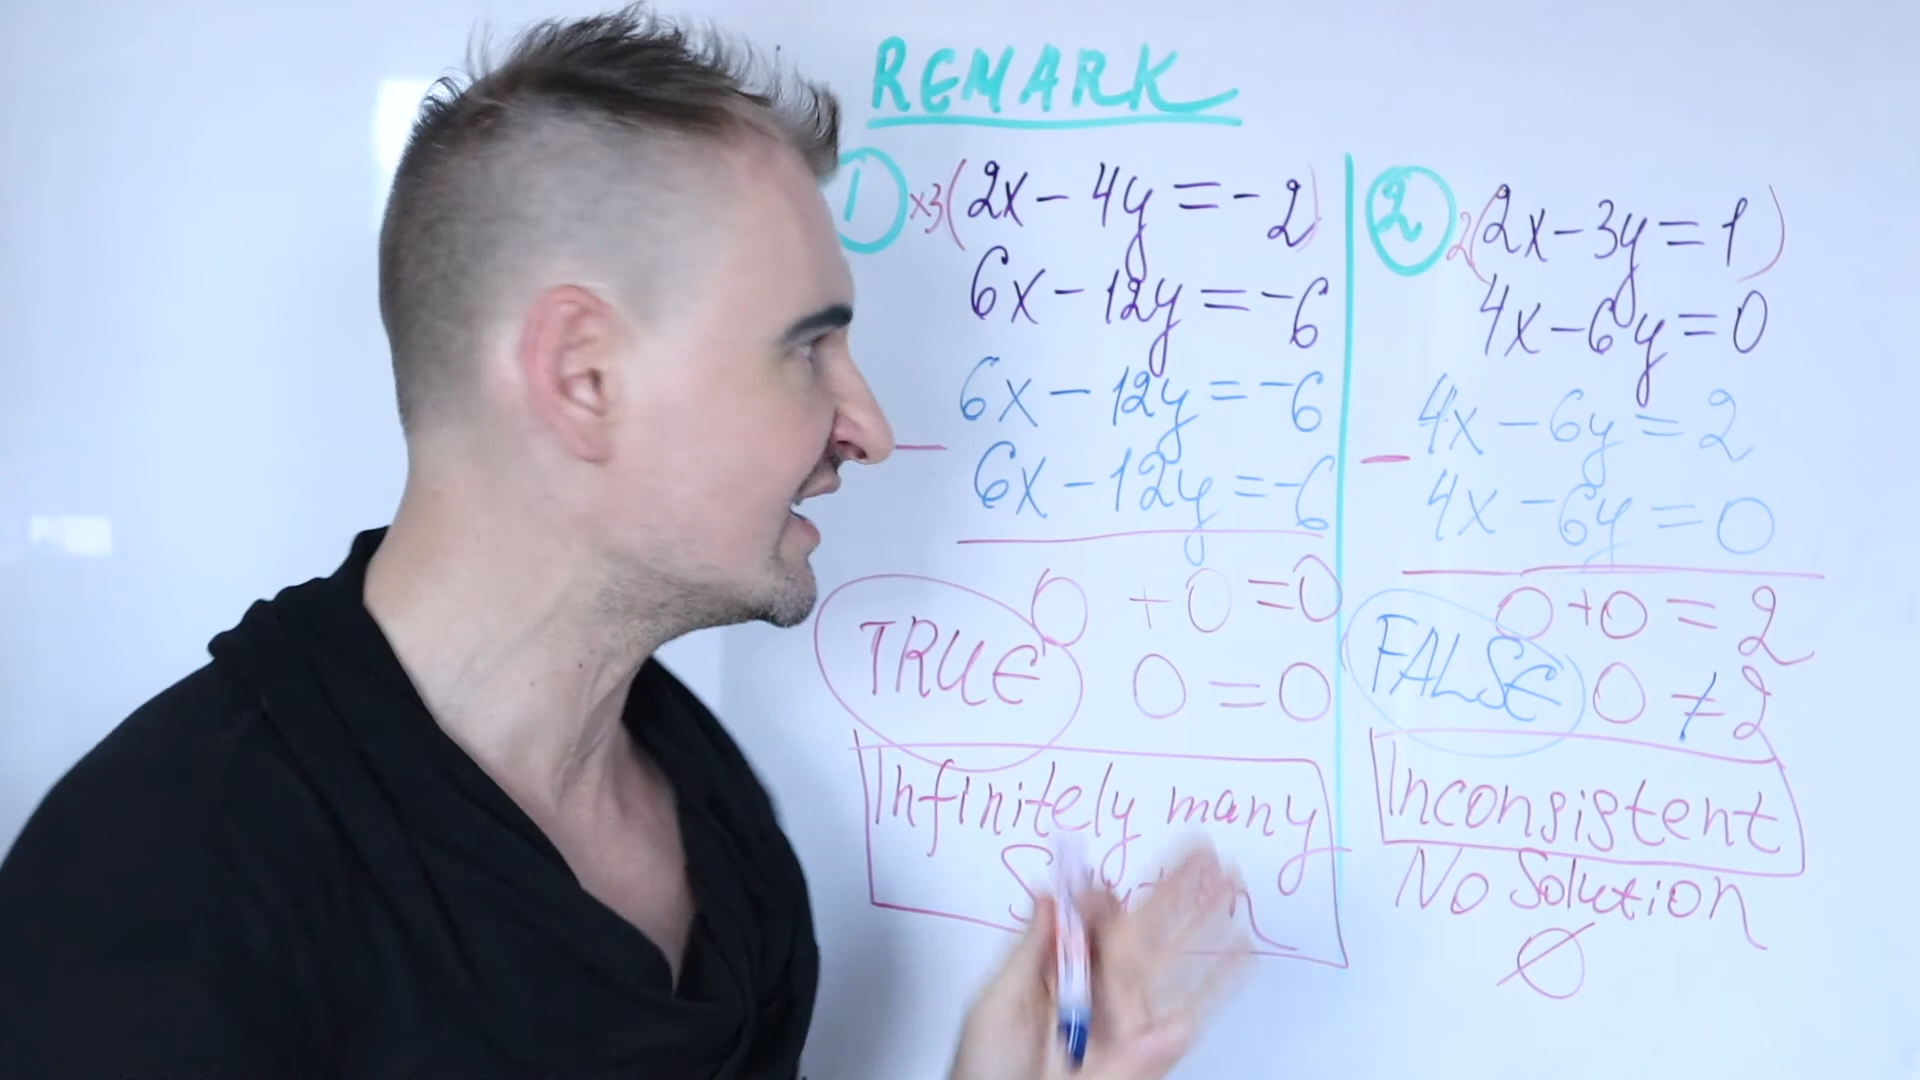 REMARK
1 x3(2x - 4y = -2)
6x - 12y = -6
6x - 12y = -6
- 6x - 12y = -6
0 + 0 = 0
TRUE 0 = 0
Infinitely many
2 2(2x - 3y = 1)
4x - 6y = 0
4x - 6y = 2
- 4x - 6y = 0
0 + 0 = 2
FALSE 0 ≠ 2
Inconsistent
No Solution
∅